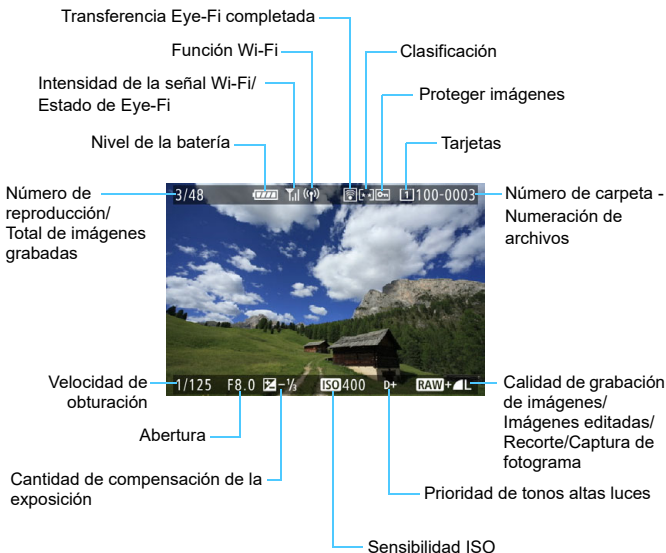 Transferencia Eye-Fi completada
Función Wi-Fi
Clasificación
Intensidad de la señal Wi-Fi/
Estado de Eye-Fi
Proteger imágenes
Nivel de la batería
Tarjetas
Número de
reproducción/
Total de imágenes
grabadas
3/48
1 100-0003
Número de carpeta -
Numeración de
archivos
Velocidad de
obturación
1/125 F8.0 -⅓ ISO 400 D+ RAW+L
Calidad de grabación
de imágenes/
Imágenes editadas/
Recorte/Captura de
fotograma
Abertura
Cantidad de compensación de la
exposición
Prioridad de tonos altas luces
Sensibilidad ISO